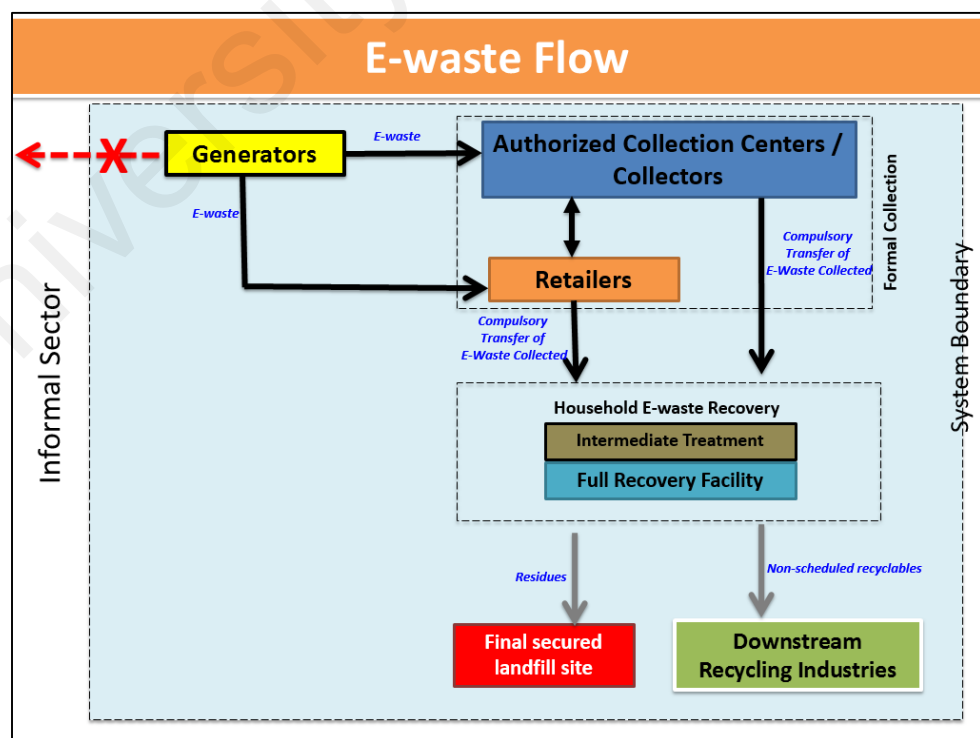 E-waste Flow
Generators
E-waste
E-waste
Authorized Collection Centers /
Collectors
Retailers
Compulsory
Transfer of
E-Waste Collected
Compulsory
Transfer of
E-Waste Collected
Formal Collection
Informal Sector
System Boundary
X
Household E-waste Recovery
Intermediate Treatment
Full Recovery Facility
Residues
Non-scheduled recyclables
Final secured
landfill site
Downstream
Recycling Industries